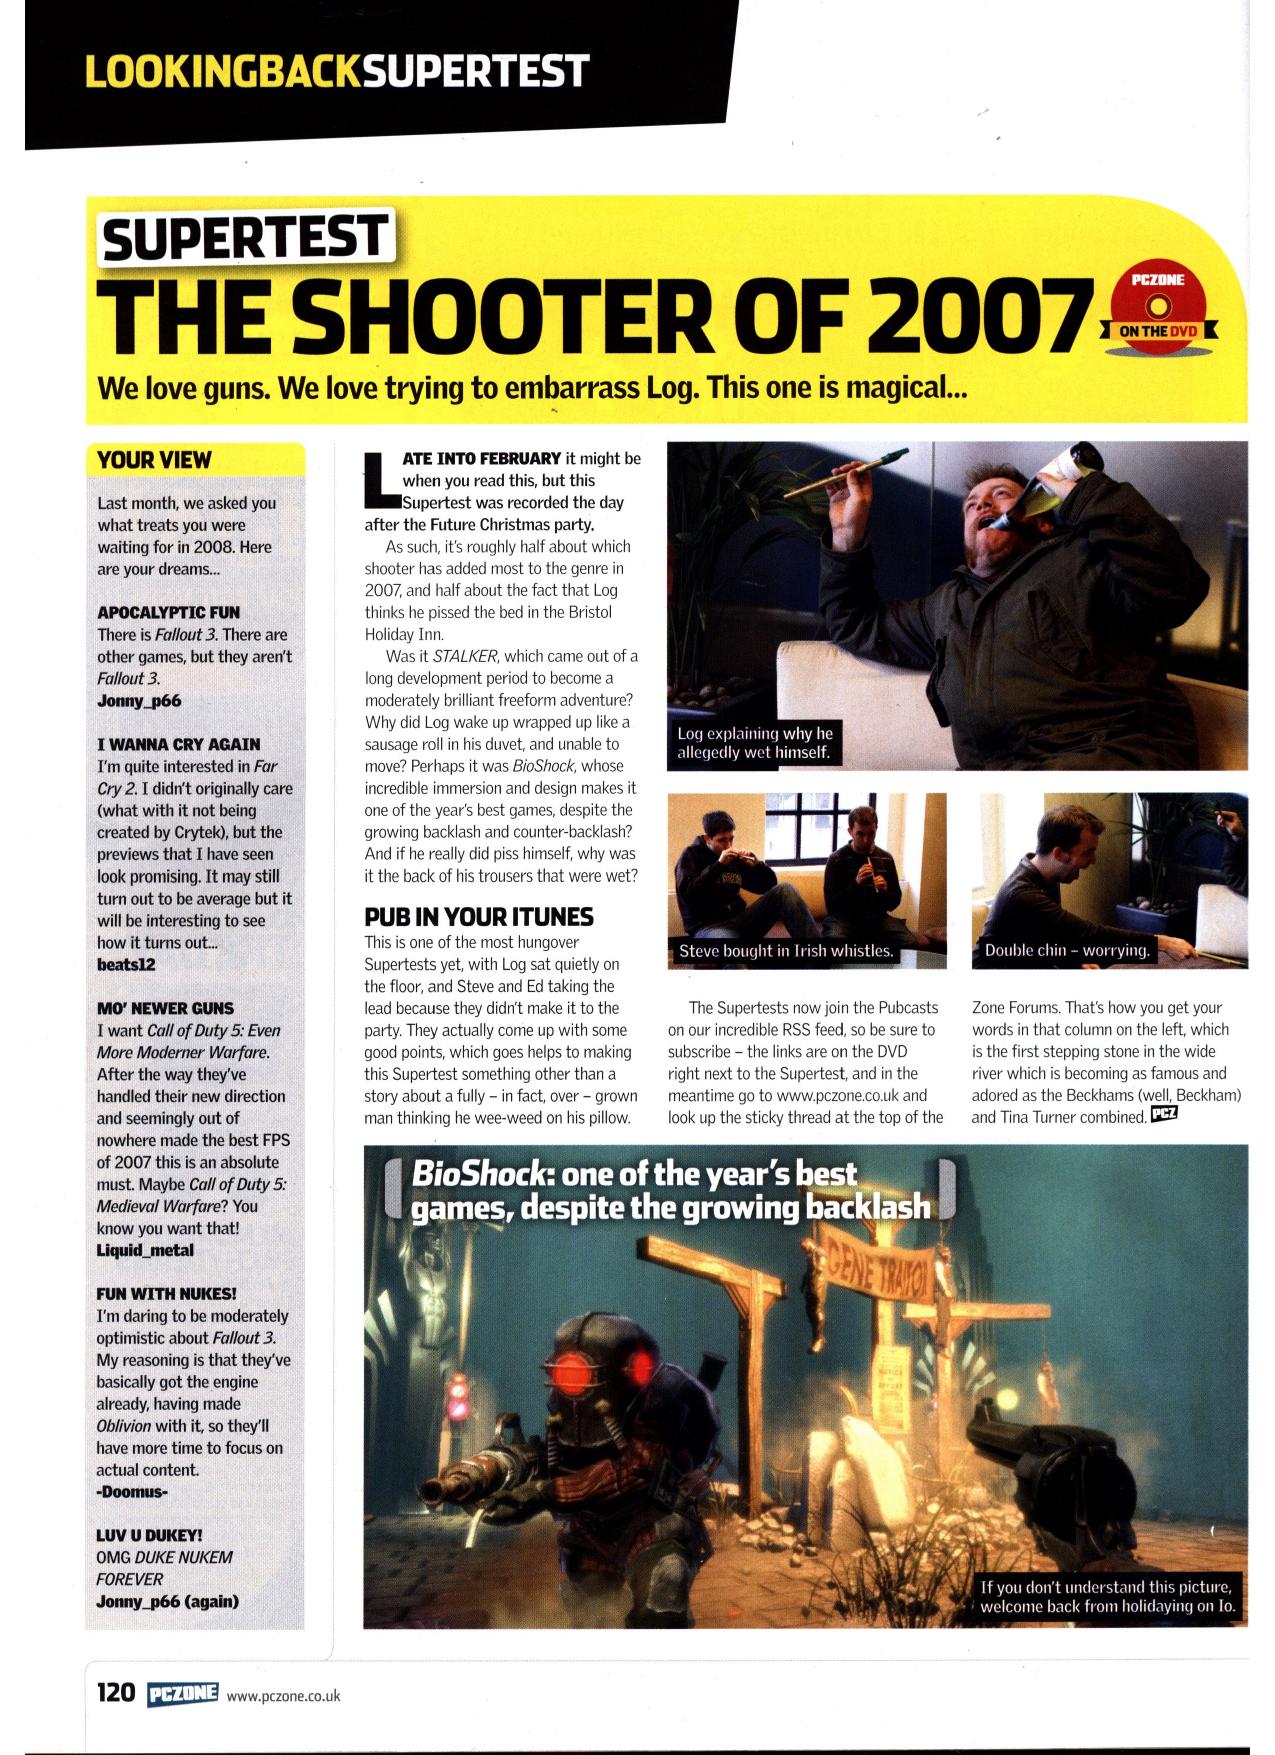 LOOKINGBACKSUPERTEST
SUPERTEST
THE SHOOTER OF 2007
PCZONE
ON THE DVD
We love guns. We love trying to embarrass Log. This one is magical...
YOUR VIEW
Last month, we asked you
what treats you were
waiting for in 2008. Here
are your dreams...
APOCALYPTIC FUN
There is Fallout 3. There are
other games, but they aren't
Fallout 3.
Jonny_p66
I WANNA CRY AGAIN
I'm quite interested in Far
Cry 2. I didn't originally care
(what with it not being
created by Crytek), but the
previews that I have seen
look promising. It may still
turn out to be average but it
will be interesting to see
how it turns out...
beats12
MO' NEWER GUNS
I want Call of Duty 5: Even
More Moderner Warfare.
After the way they've
handled their new direction
and seemingly out of
nowhere made the best FPS
of 2007 this is an absolute
must. Maybe Call of Duty 5:
Medieval Warfare? You
know you want that!
Liquid_metal
FUN WITH NUKES!
I'm daring to be moderately
optimistic about Fallout 3.
My reasoning is that they've
basically got the engine
already, having made
Oblivion with it, so they'll
have more time to focus on
actual content.
-Doomus-
LUV U DUKEY!
OMG DUKE NUKEM
FOREVER
Jonny_p66 (again)
LATE INTO FEBRUARY it might be
when you read this, but this
Supertest was recorded the day
after the Future Christmas party.
As such, it's roughly half about which
shooter has added most to the genre in
2007, and half about the fact that Log
thinks he pissed the bed in the Bristol
Holiday Inn.
Was it STALKER, which came out of a
long development period to become a
moderately brilliant freeform adventure?
Why did Log wake up wrapped up like a
sausage roll in his duvet, and unable to
move? Perhaps it was BioShock, whose
incredible immersion and design makes it
one of the year's best games, despite the
growing backlash and counter-backlash?
And if he really did piss himself, why was
it the back of his trousers that were wet?
PUB IN YOUR ITUNES
This is one of the most hungover
Supertests yet, with Log sat quietly on
the floor, and Steve and Ed taking the
lead because they didn't make it to the
party. They actually come up with some
good points, which goes helps to making
this Supertest something other than a
story about a fully – in fact, over – grown
man thinking he wee-weed on his pillow.
Log explaining why he
allegedly wet himself.
Steve bought in Irish whistles.
Double chin – worrying.
The Supertests now join the Pubcasts
on our incredible RSS feed, so be sure to
subscribe – the links are on the DVD
right next to the Supertest, and in the
meantime go to www.pczone.co.uk and
look up the sticky thread at the top of the
Zone Forums. That's how you get your
words in that column on the left, which
is the first stepping stone in the wide
river which is becoming as famous and
adored as the Beckhams (well, Beckham)
and Tina Turner combined. PCZ
BioShock: one of the year's best
games, despite the growing backlash
GENE TRAITOR
If you don't understand this picture,
welcome back from holidaying on Io.
120 PCZONE www.pczone.co.uk